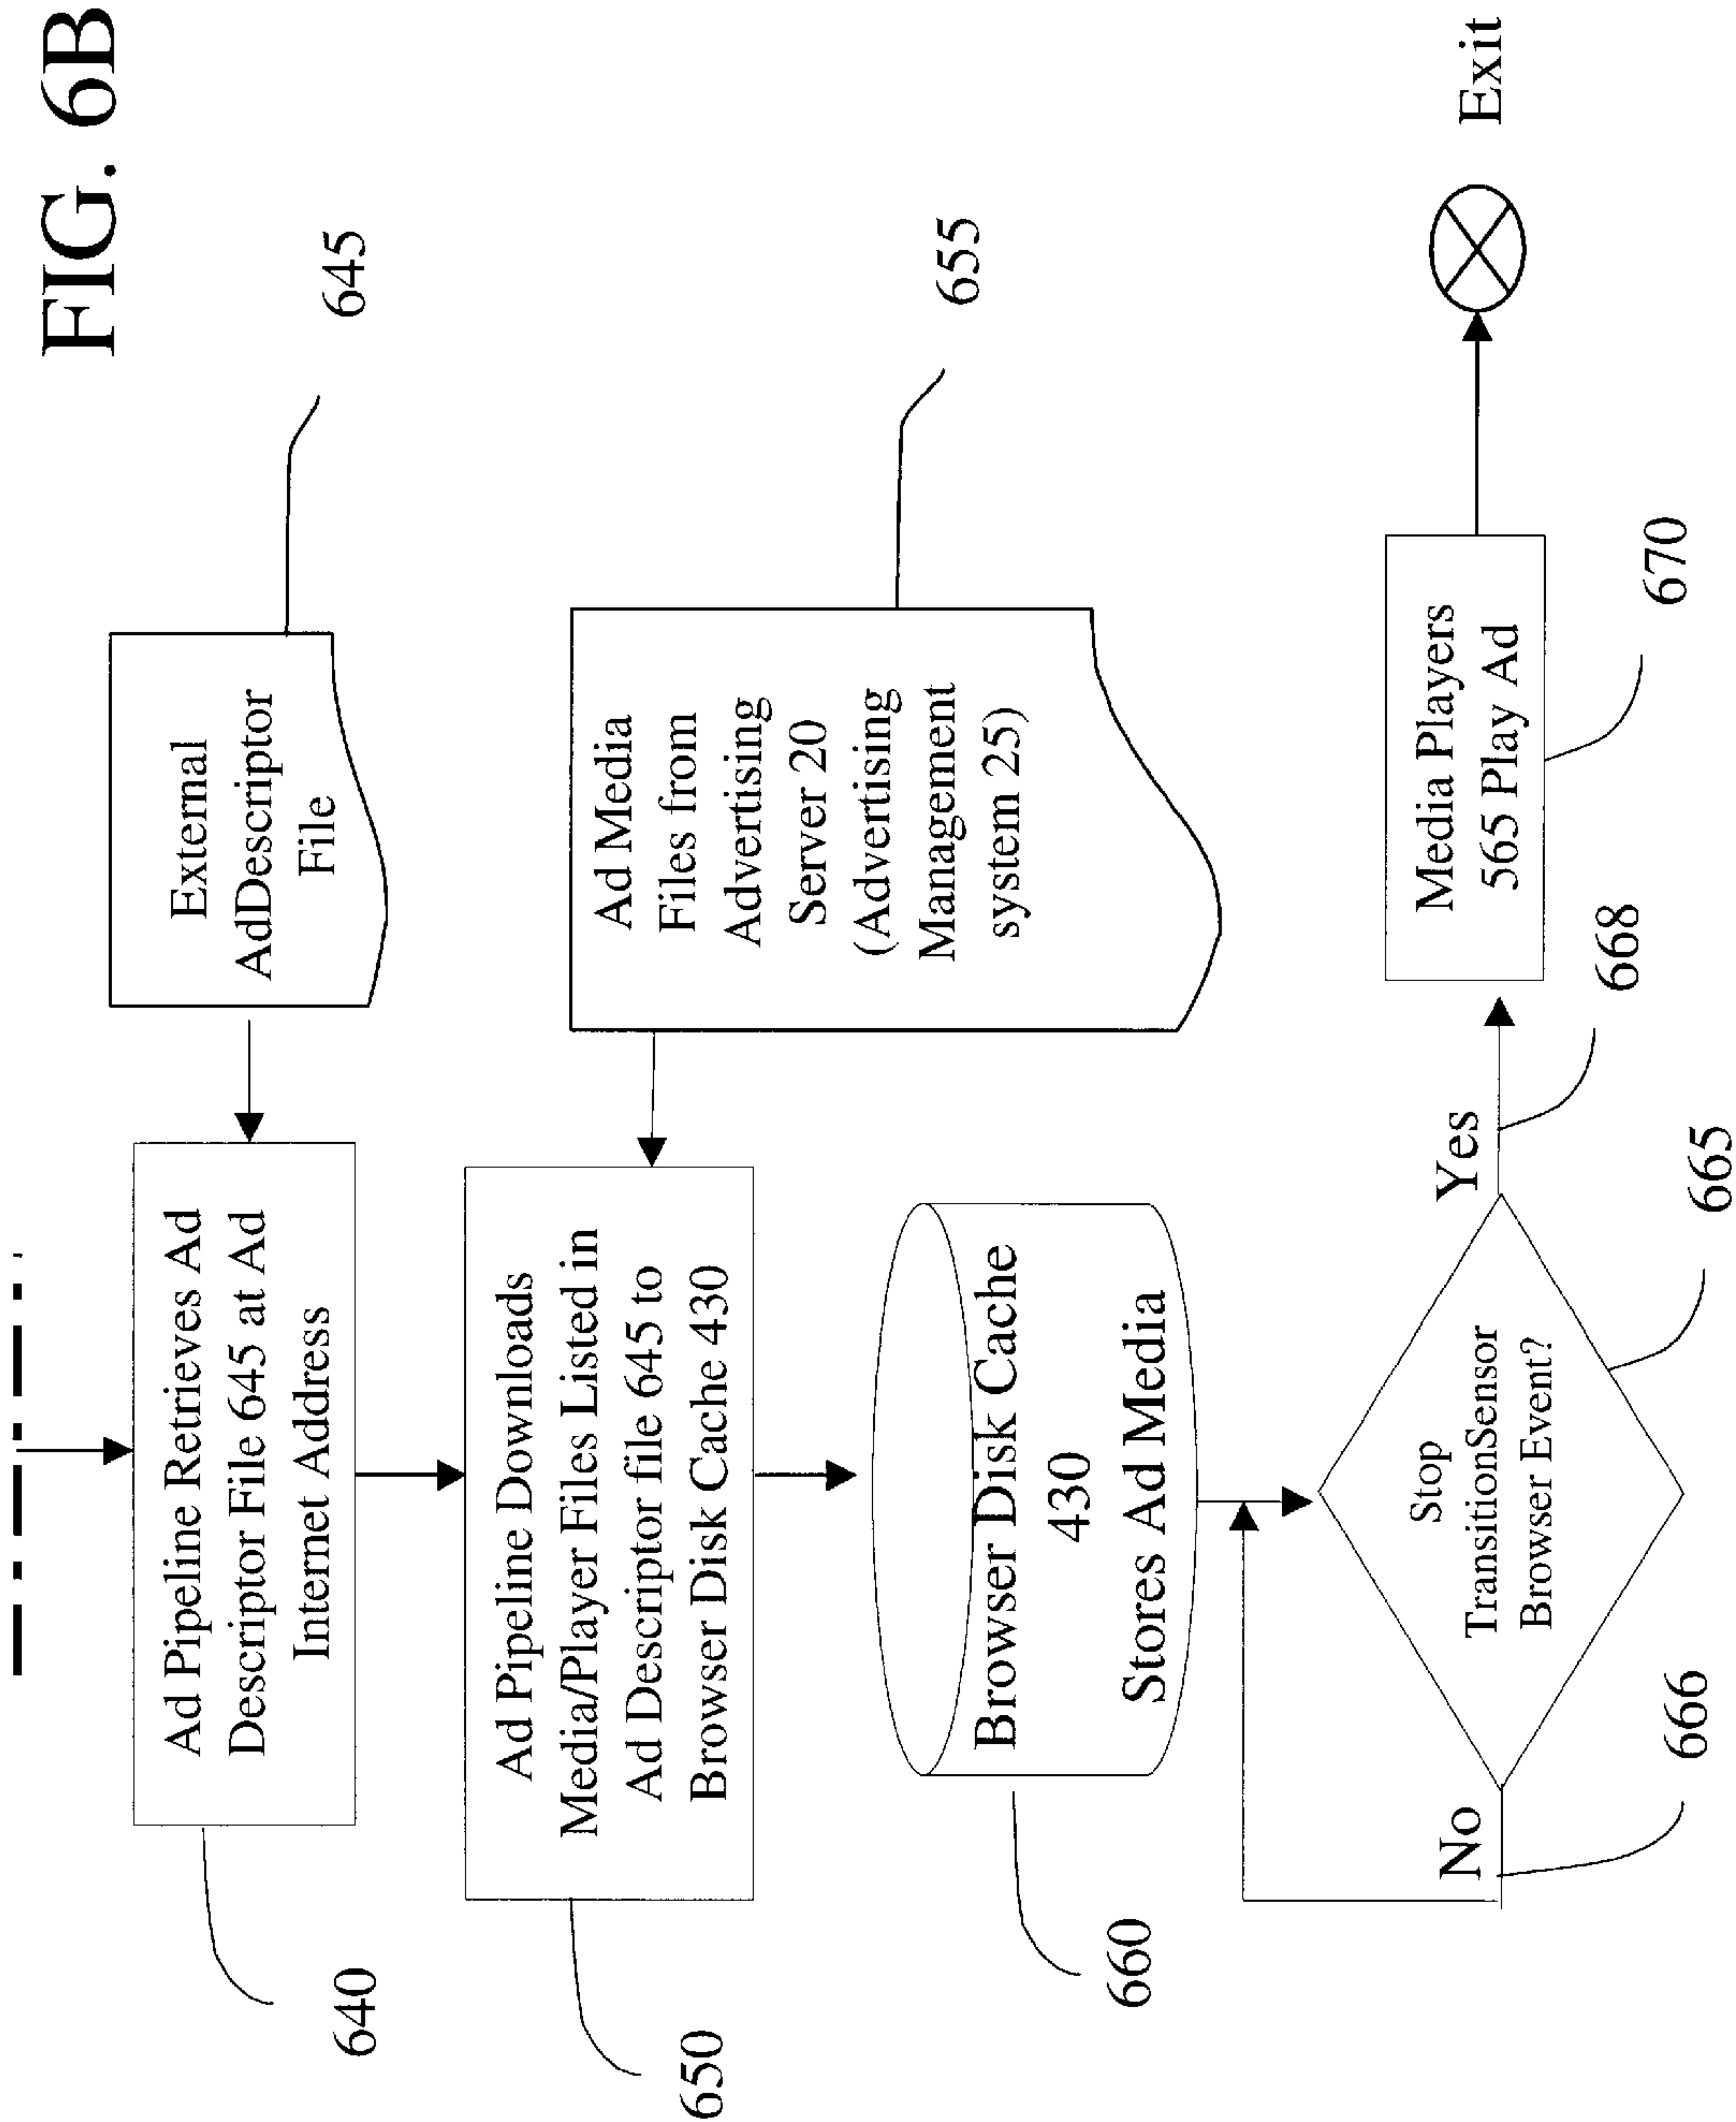 FIG. 6B
Ad Pipeline Retrieves Ad
Descriptor File 645 at Ad
Internet Address
640
External
AdDescriptor
File
645
Ad Pipeline Downloads
Media/Player Files Listed in
Ad Descriptor file 645 to
Browser Disk Cache 430
650
Ad Media
Files from
Advertising
Server 20
(Advertising
Management
system 25)
655
Browser Disk Cache
430
Stores Ad Media
660
Stop
TransitionSensor
Browser Event?
665
No
666
Yes
668
Media Players
565 Play Ad
670
Exit